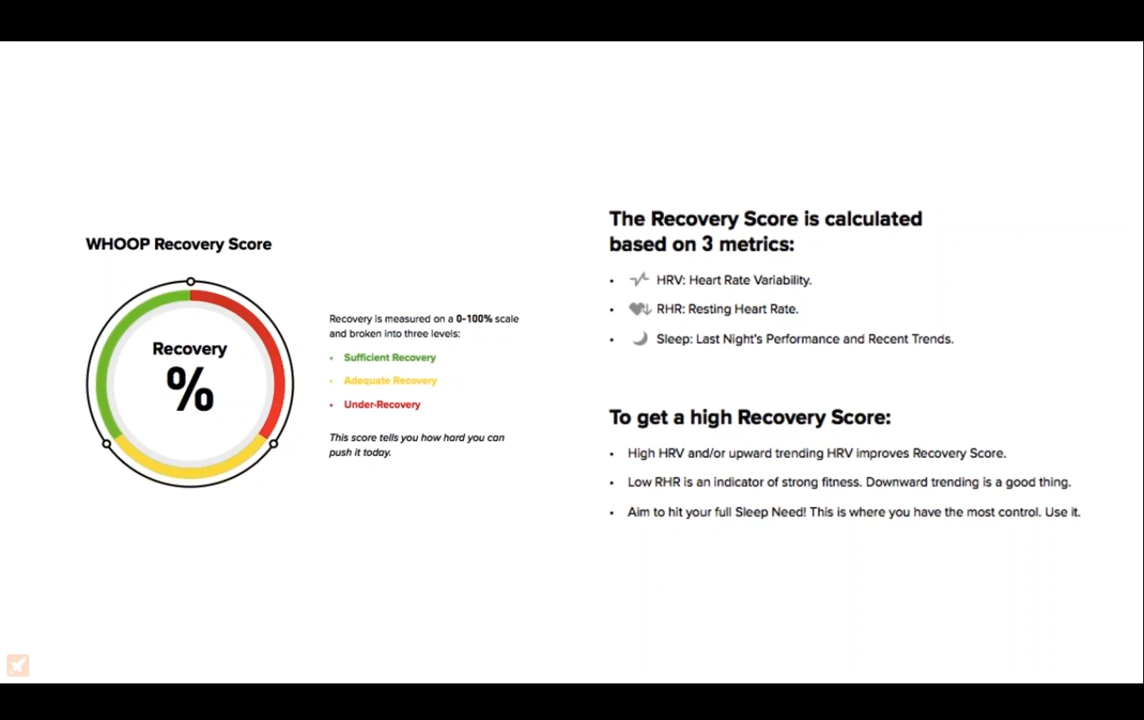 WHOOP Recovery Score
Recovery
%
Recovery is measured on a 0-100% scale
and broken into three levels:
• Sufficient Recovery
• Adequate Recovery
• Under-Recovery
This score tells you how hard you can
push it today.
The Recovery Score is calculated
based on 3 metrics:
• HRV: Heart Rate Variability.
• RHR: Resting Heart Rate.
• Sleep: Last Night's Performance and Recent Trends.
To get a high Recovery Score:
• High HRV and/or upward trending HRV improves Recovery Score.
• Low RHR is an indicator of strong fitness. Downward trending is a good thing.
• Aim to hit your full Sleep Need! This is where you have the most control. Use it.